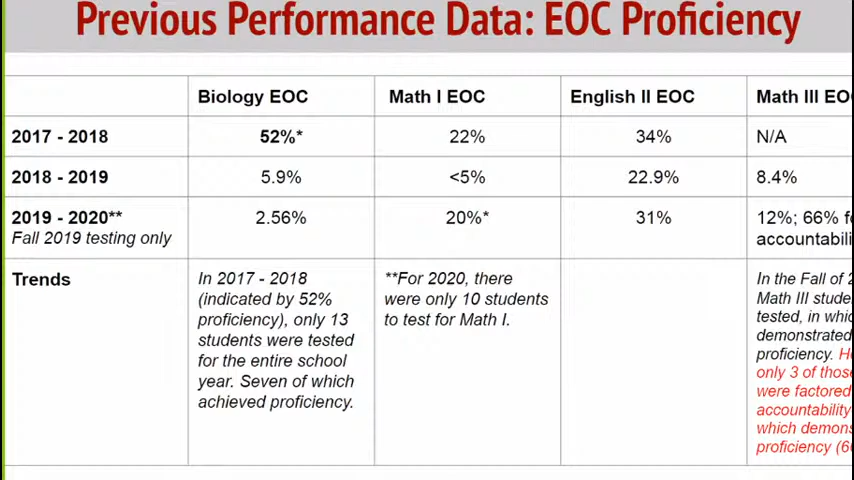 Previous Performance Data: EOC Proficiency
Biology EOC Math I EOC English II EOC Math III
2017 - 2018 52%* 22% 34% N/A
2018 - 2019 5.9% <5% 22.9% 8.4%
2019 - 2020** 2.56% 20%* 31% 12%; 66%
Fall 2019 testing only
Trends
In 2017 - 2018
(indicated by 52%
proficiency), only 13
students were tested
for the entire school
year. Seven of which
achieved proficiency.
**For 2020, there
were only 10 students
to test for Math I.
In the Fall of
Math III
tested, in
demonstrated
proficiency.
only 3 of
were factored
accountability
which
proficiency